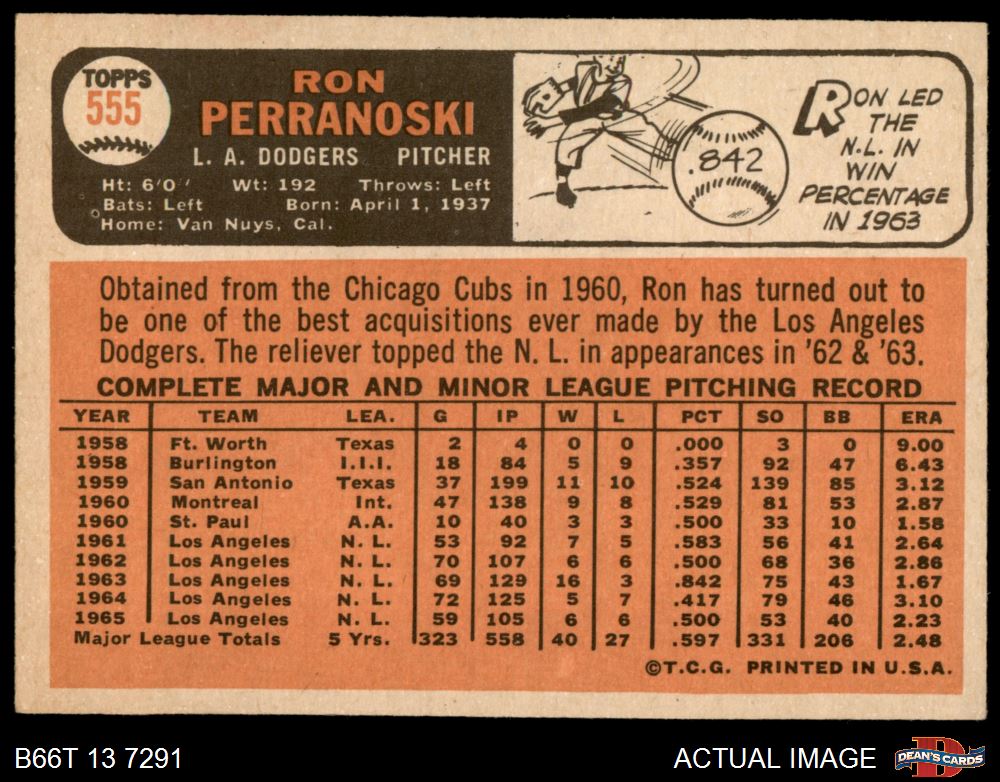 TOPPS
555
RON
PERRANOSKI
L. A. DODGERS PITCHER
Ht: 6'0" Wt: 192 Throws: Left
Bats: Left Born: April 1, 1937
Home: Van Nuys, Cal.
.842
RON LED
THE
N.L. IN
WIN
PERCENTAGE
IN 1963
Obtained from the Chicago Cubs in 1960, Ron has turned out to
be one of the best acquisitions ever made by the Los Angeles
Dodgers. The reliever topped the N. L. in appearances in '62 & '63.
COMPLETE MAJOR AND MINOR LEAGUE PITCHING RECORD
YEAR TEAM LEA. G IP W L PCT SO BB ERA
1958 Ft. Worth Texas 2 4 0 0 .000 3 0 9.00
1958 Burlington I.I.I. 18 84 5 9 .357 92 47 6.43
1959 San Antonio Texas 37 199 11 10 .524 139 85 3.12
1960 Montreal Int. 47 138 9 8 .529 81 53 2.87
1960 St. Paul A.A. 10 40 3 3 .500 33 10 1.58
1961 Los Angeles N. L. 53 92 7 5 .583 56 41 2.64
1962 Los Angeles N. L. 70 107 6 6 .500 68 36 2.86
1963 Los Angeles N. L. 69 129 16 3 .842 75 43 1.67
1964 Los Angeles N. L. 72 125 5 7 .417 79 46 3.10
1965 Los Angeles N. L. 59 105 6 6 .500 53 40 2.23
Major League Totals 5 Yrs. 323 558 40 27 .597 331 206 2.48
©T.C.G. PRINTED IN U.S.A.
B66T 13 7291
ACTUAL IMAGE
DEAN'S CARDS